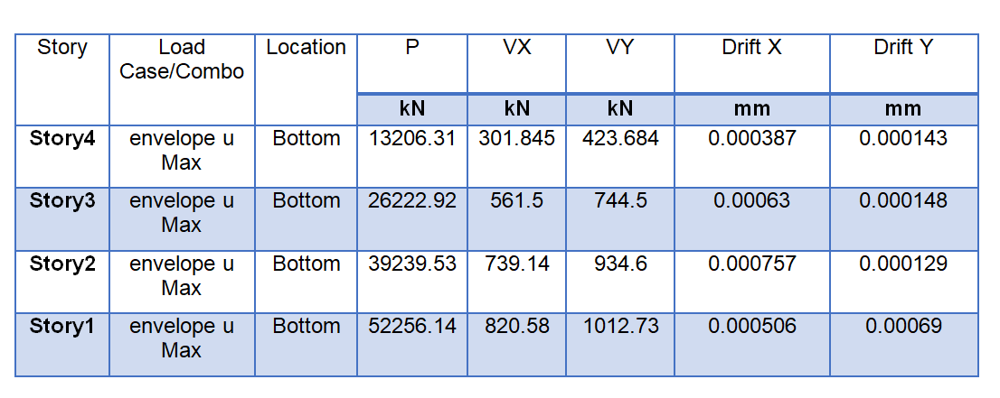 Story Load Location P VX VY Drift X Drift Y
Case/Combo
kN kN kN mm mm
Story4 envelope u Bottom 13206.31 301.845 423.684 0.000387 0.000143
Max
Story3 envelope u Bottom 26222.92 561.5 744.5 0.00063 0.000148
Max
Story2 envelope u Bottom 39239.53 739.14 934.6 0.000757 0.000129
Max
Story1 envelope u Bottom 52256.14 820.58 1012.73 0.000506 0.00069
Max